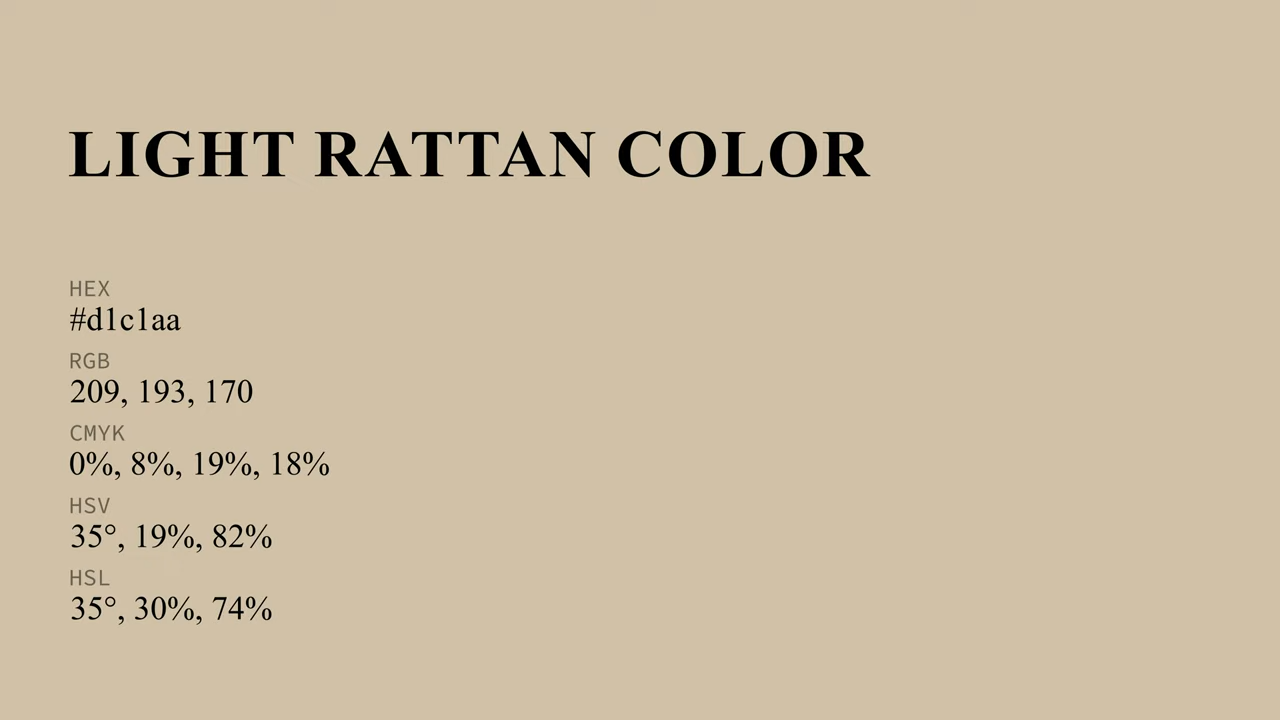 LIGHT RATTAN COLOR
HEX
#d1c1aa
RGB
209, 193, 170
CMYK
0%, 8%, 19%, 18%
HSV
35°, 19%, 82%
HSL
35°, 30%, 74%